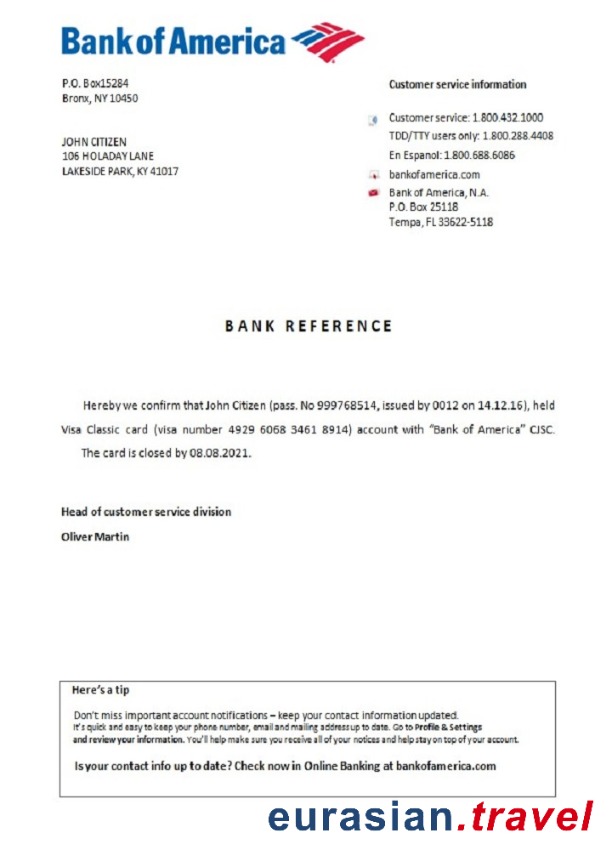 Bank of America
P.O. Box15284
Bronx, NY 10450
JOHN CITIZEN
106 HOLADAY LANE
LAKESIDE PARK, KY 41017
Customer service information
Customer service: 1.800.432.1000
TDD/TTY users only: 1.800.288.4408
En Espanol: 1.800.688.6086
bankofamerica.com
Bank of America, N.A.
P.O. Box 25118
Tempa, FL 33622-5118
BANK REFERENCE
Hereby we confirm that John Citizen (pass. No 999768514, issued by 0012 on 14.12.16), held
Visa Classic card (visa number 4929 6068 3461 8914) account with "Bank of America" CJSC.
The card is closed by 08.08.2021.
Head of customer service division
Oliver Martin
Here's a tip
Don't miss important account notifications – keep your contact information updated.
It's quick and easy to keep your phone number, email and mailing address up to date. Go to Profile & Settings
and review your information. You'll help make sure you receive all of your notices and help stay on top of your account.
Is your contact info up to date? Check now in Online Banking at bankofamerica.com
eurasian.travel